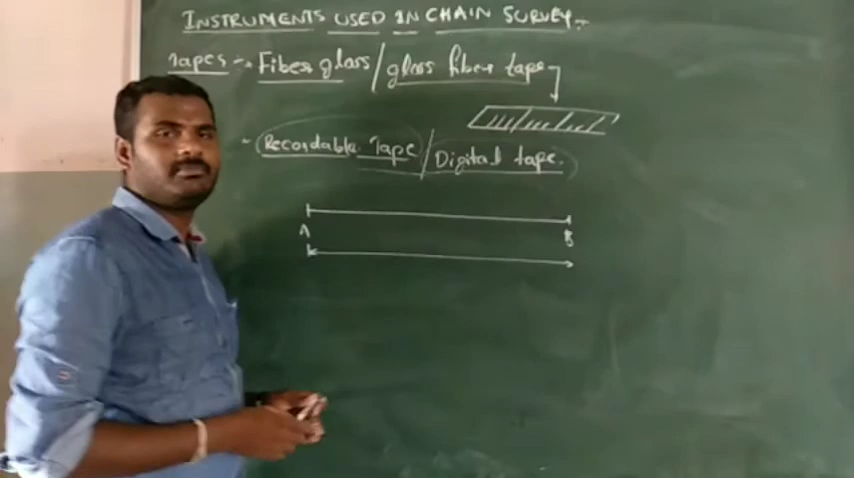 INSTRUMENTS USED IN CHAIN SURVEY:-
Tapes:- • Fiber glass / glass fiber tape
• Recordable Tape / Digital tape.
A B